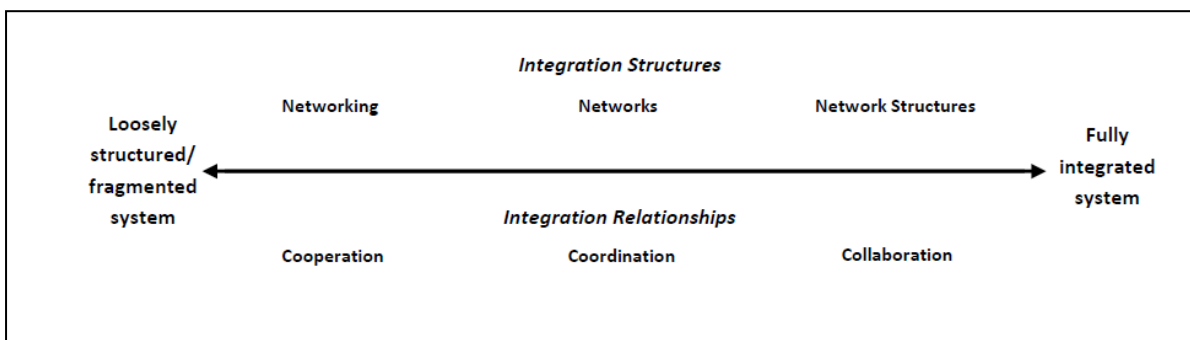 Integration Structures
Networking Networks Network Structures
Loosely
structured/
fragmented
system
Fully
integrated
system
Integration Relationships
Cooperation Coordination Collaboration